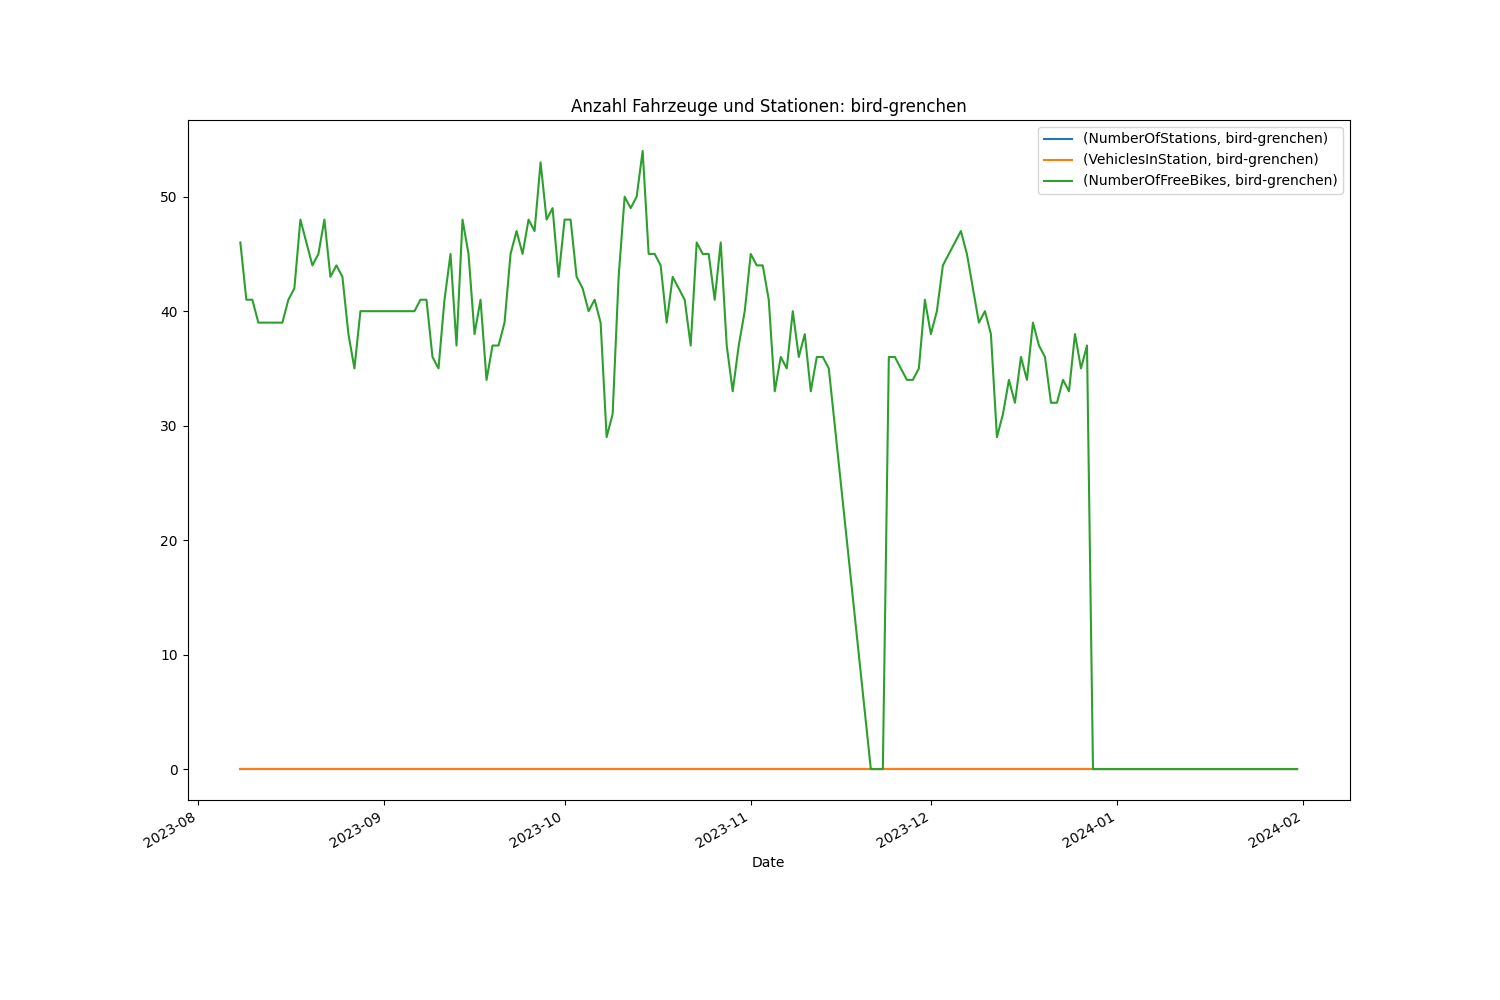 Anzahl Fahrzeuge und Stationen: bird-grenchen
(NumberOfStations, bird-grenchen)
(VehiclesInStation, bird-grenchen)
(NumberOfFreeBikes, bird-grenchen)
50
40
30
20
10
0
2023-08
2023-09
2023-10
2023-11
2023-12
2024-01
2024-02
Date